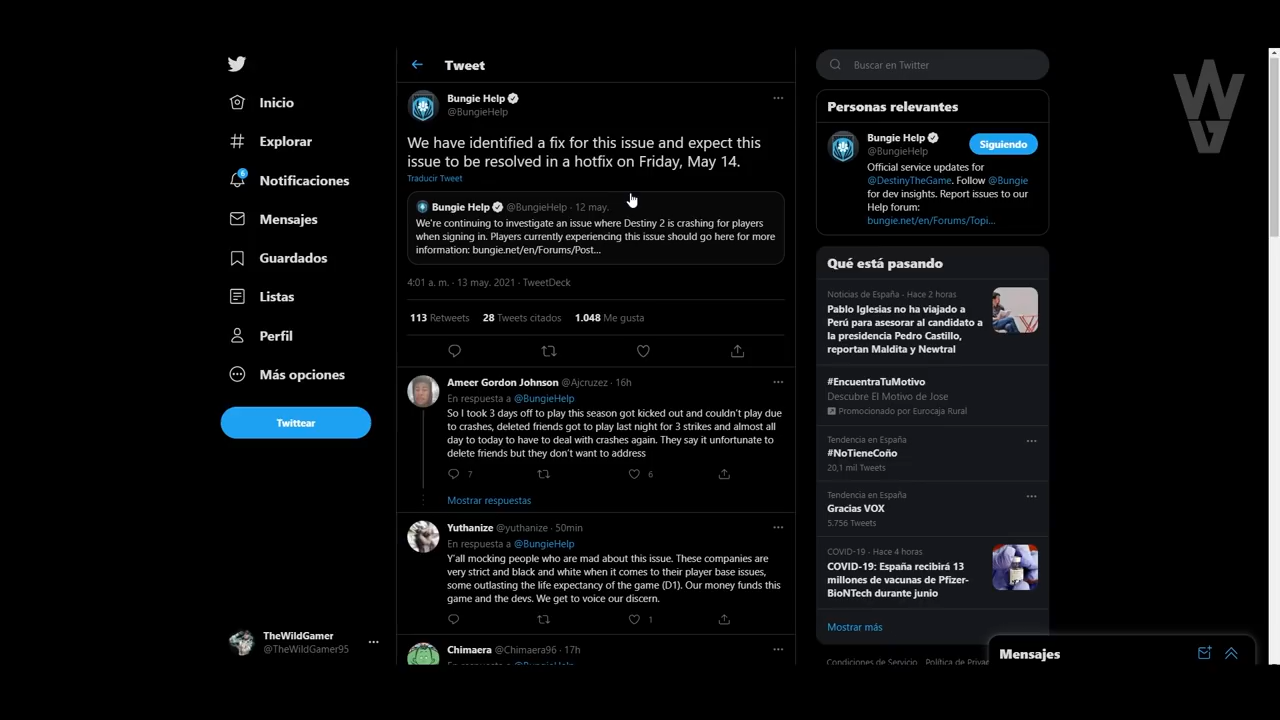 Inicio
Explorar
6
Notificaciones
Mensajes
Guardados
Listas
Perfil
Más opciones
Twittear
TheWildGamer
@TheWildGamer95
Tweet
Bungie Help
@BungieHelp
We have identified a fix for this issue and expect this
issue to be resolved in a hotfix on Friday, May 14.
Traducir Tweet
Bungie Help @BungieHelp · 12 may.
We're continuing to investigate an issue where Destiny 2 is crashing for players
when signing in. Players currently experiencing this issue should go here for more
information: bungie.net/en/Forums/Post...
4:01 a. m. · 13 may. 2021 · TweetDeck
113 Retweets 28 Tweets citados 1.048 Me gusta
Ameer Gordon Johnson @Ajcruzez · 16h
En respuesta a @BungieHelp
So I took 3 days off to play this season got kicked out and couldn't play due
to crashes, deleted friends got to play last night for 3 strikes and almost all
day to today to have to deal with crashes again. They say it unfortunate to
delete friends but they don't want to address
7 6
Mostrar respuestas
Yuthanize @yuthanize · 50min
En respuesta a @BungieHelp
Y'all mocking people who are mad about this issue. These companies are
very strict and black and white when it comes to their player base issues,
some outlasting the life expectancy of the game (D1). Our money funds this
game and the devs. We get to voice our discern.
1
Chimaera @Chimaera96 · 17h
En respuesta a @BungieHelp
Buscar en Twitter
Personas relevantes
Bungie Help
@BungieHelp
Siguiendo
Official service updates for
@DestinyTheGame. Follow @Bungie
for dev insights. Report issues to our
Help forum:
bungie.net/en/Forums/Topi...
Qué está pasando
Noticias de España · Hace 2 horas
Pablo Iglesias no ha viajado a
Perú para asesorar al candidato a
la presidencia Pedro Castillo,
reportan Maldita y Newtral
#EncuentraTuMotivo
Descubre El Motivo de Jose
Promocionado por Eurocaja Rural
Tendencia en España
#NoTieneCoño
20,1 mil Tweets
Tendencia en España
Gracias VOX
5.756 Tweets
COVID-19 · Hace 4 horas
COVID-19: España recibirá 13
millones de vacunas de Pfizer-
BioNTech durante junio
Mostrar más
Condiciones de Servicio Política de Privac
Mensajes